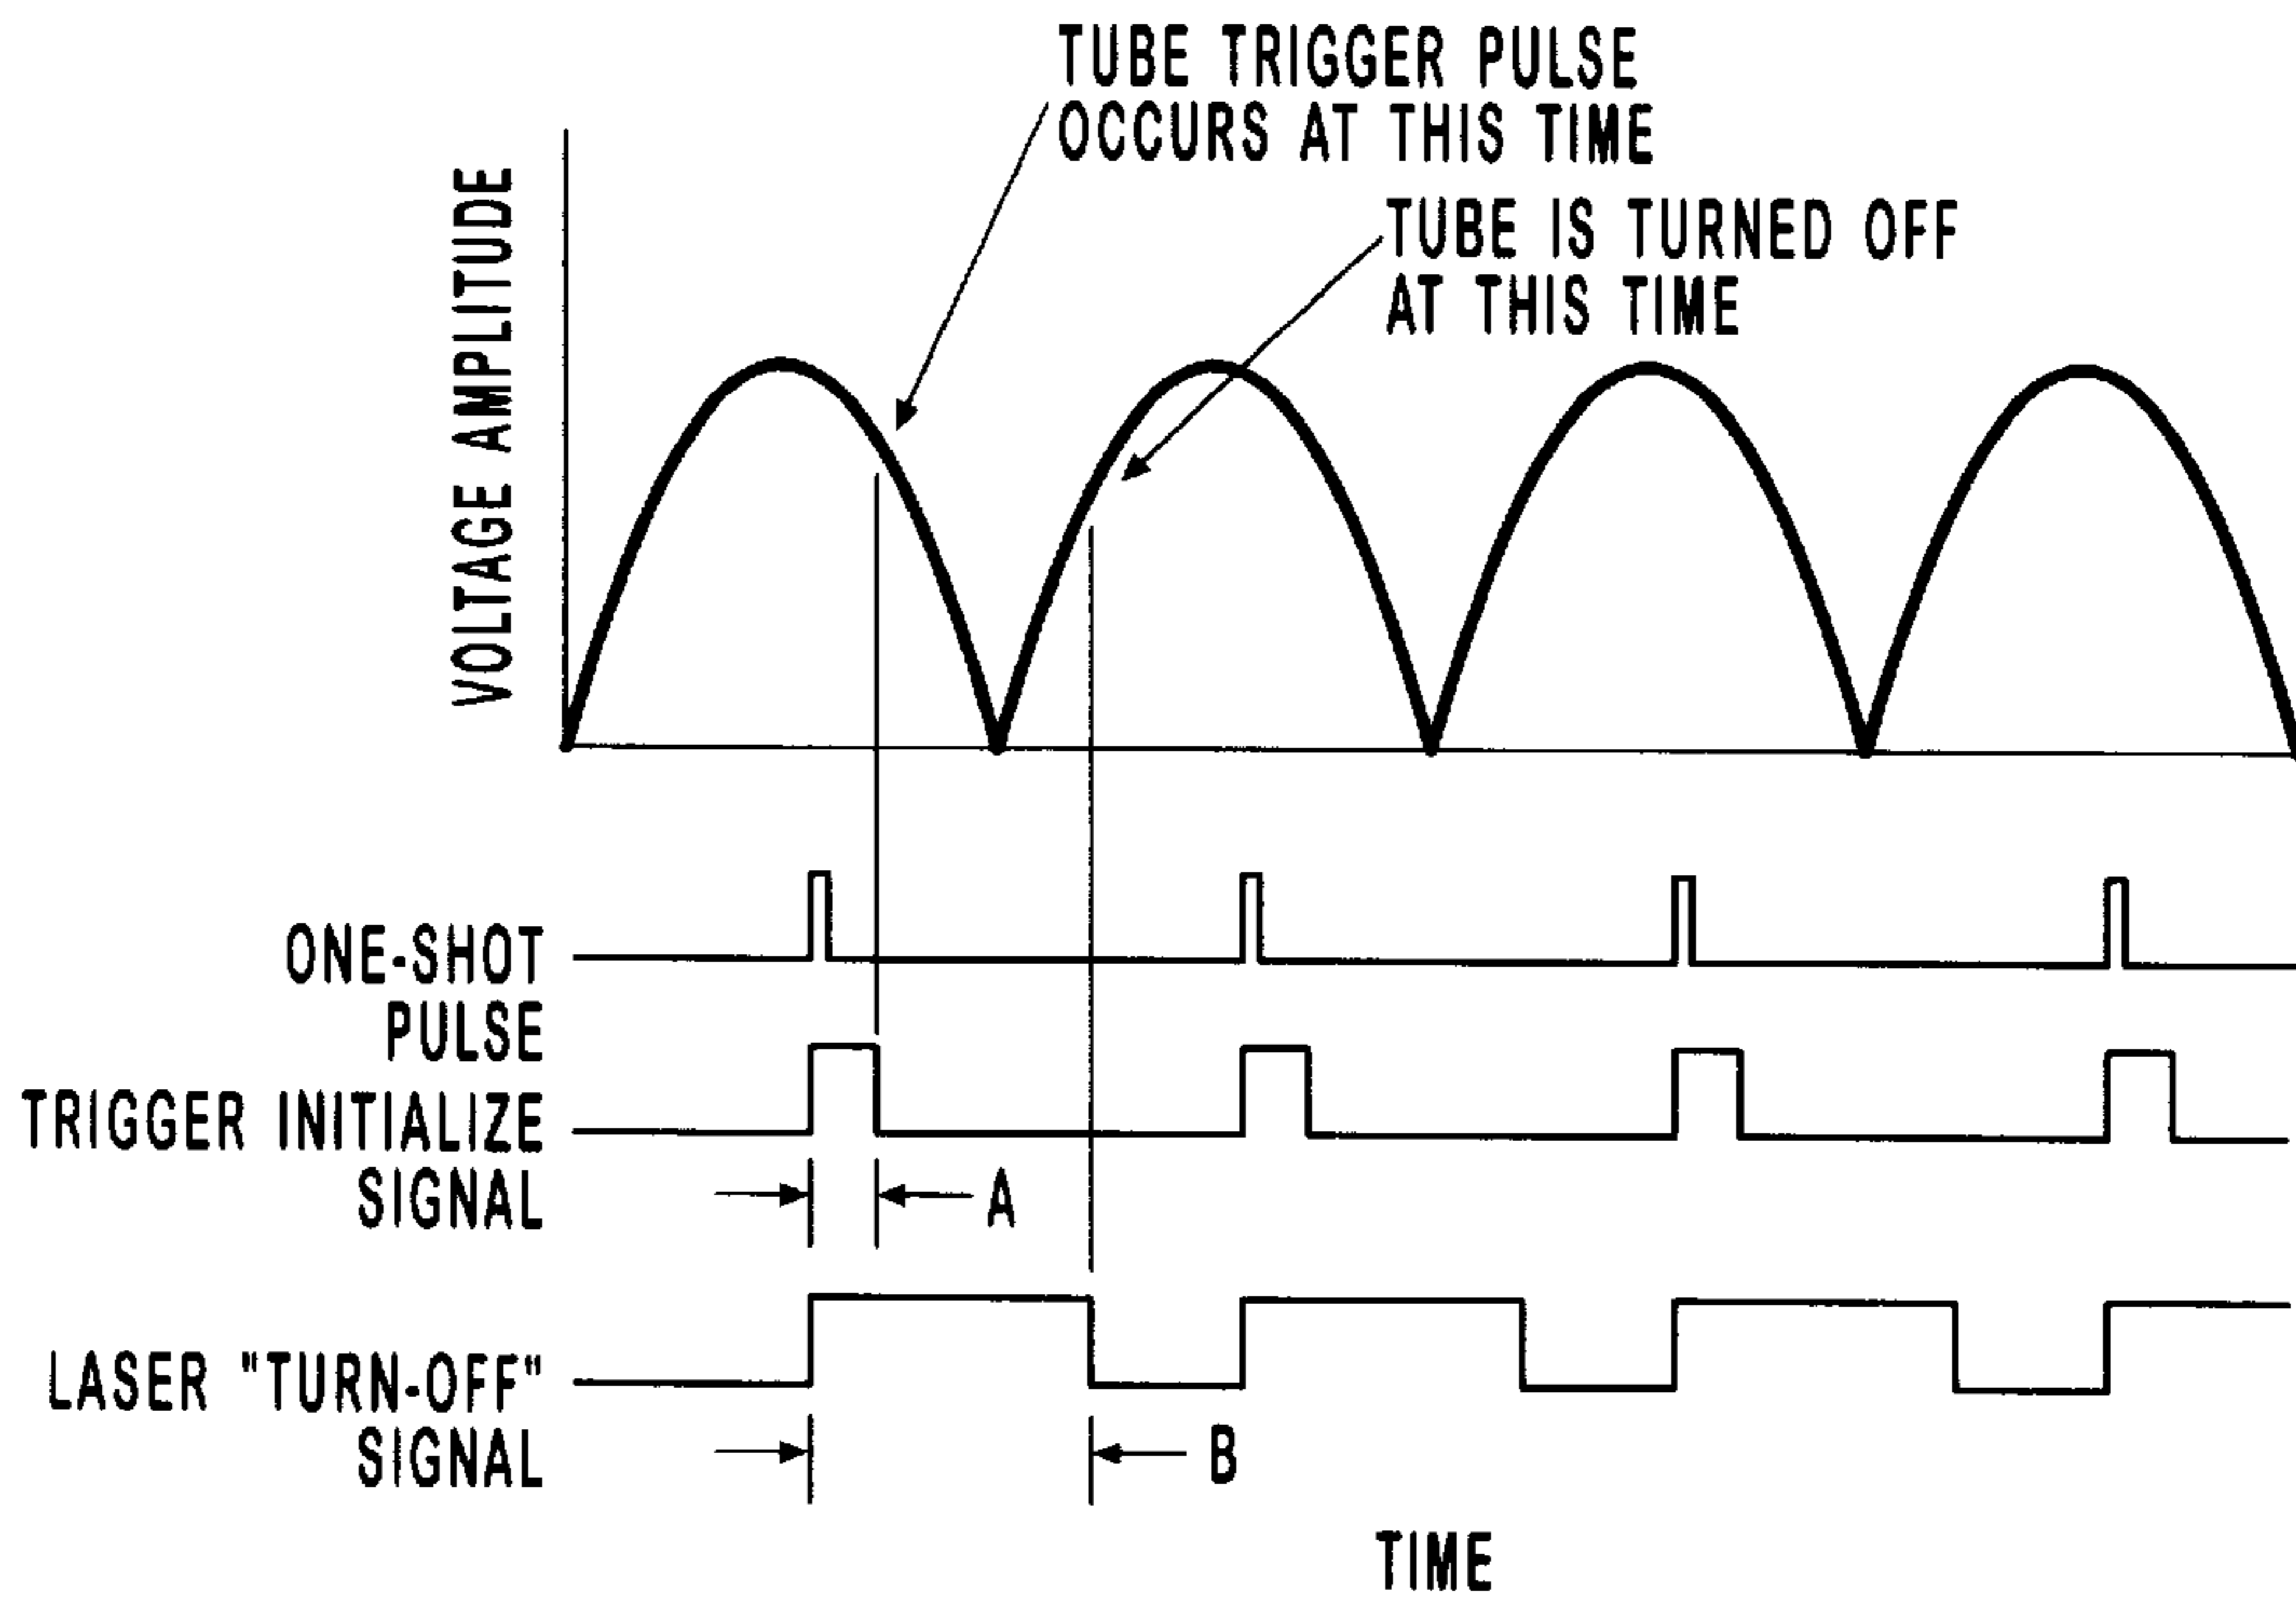 TUBE TRIGGER PULSE
OCCURS AT THIS TIME
TUBE IS TURNED OFF
AT THIS TIME
VOLTAGE AMPLITUDE
ONE-SHOT
PULSE
TRIGGER INITIALIZE
SIGNAL
A
LASER "TURN-OFF"
SIGNAL
B
TIME